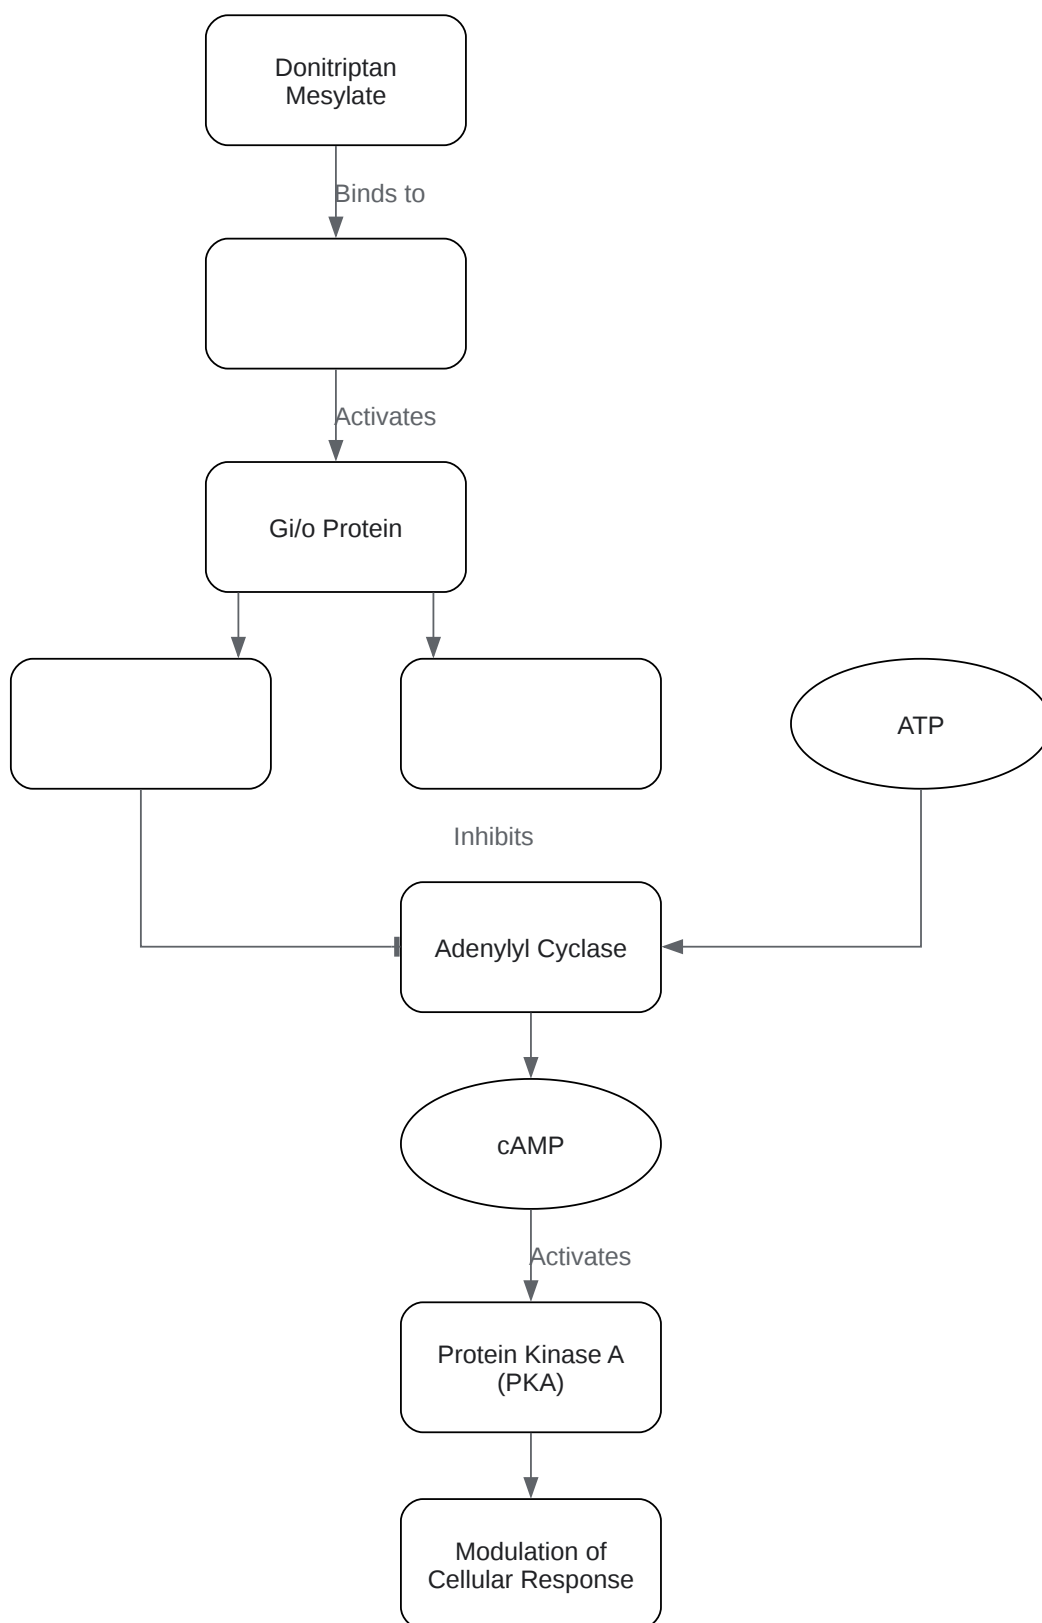 Donitriptan
Mesylate
Binds to
Activates
Gi/o Protein
ATP
Inhibits
Adenylyl Cyclase
cAMP
Activates
Protein Kinase A
(PKA)
Modulation of
Cellular Response